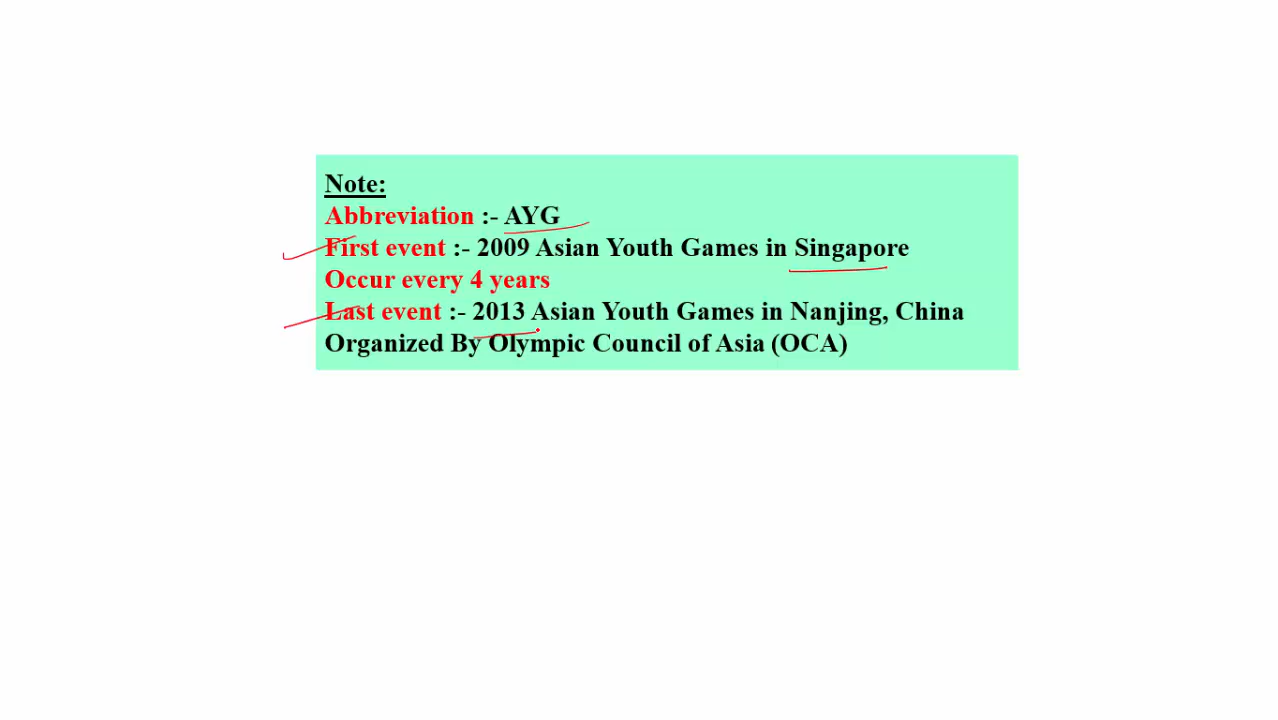 Note:
Abbreviation :- AYG
First event :- 2009 Asian Youth Games in Singapore
Occur every 4 years
Last event :- 2013 Asian Youth Games in Nanjing, China
Organized By Olympic Council of Asia (OCA)